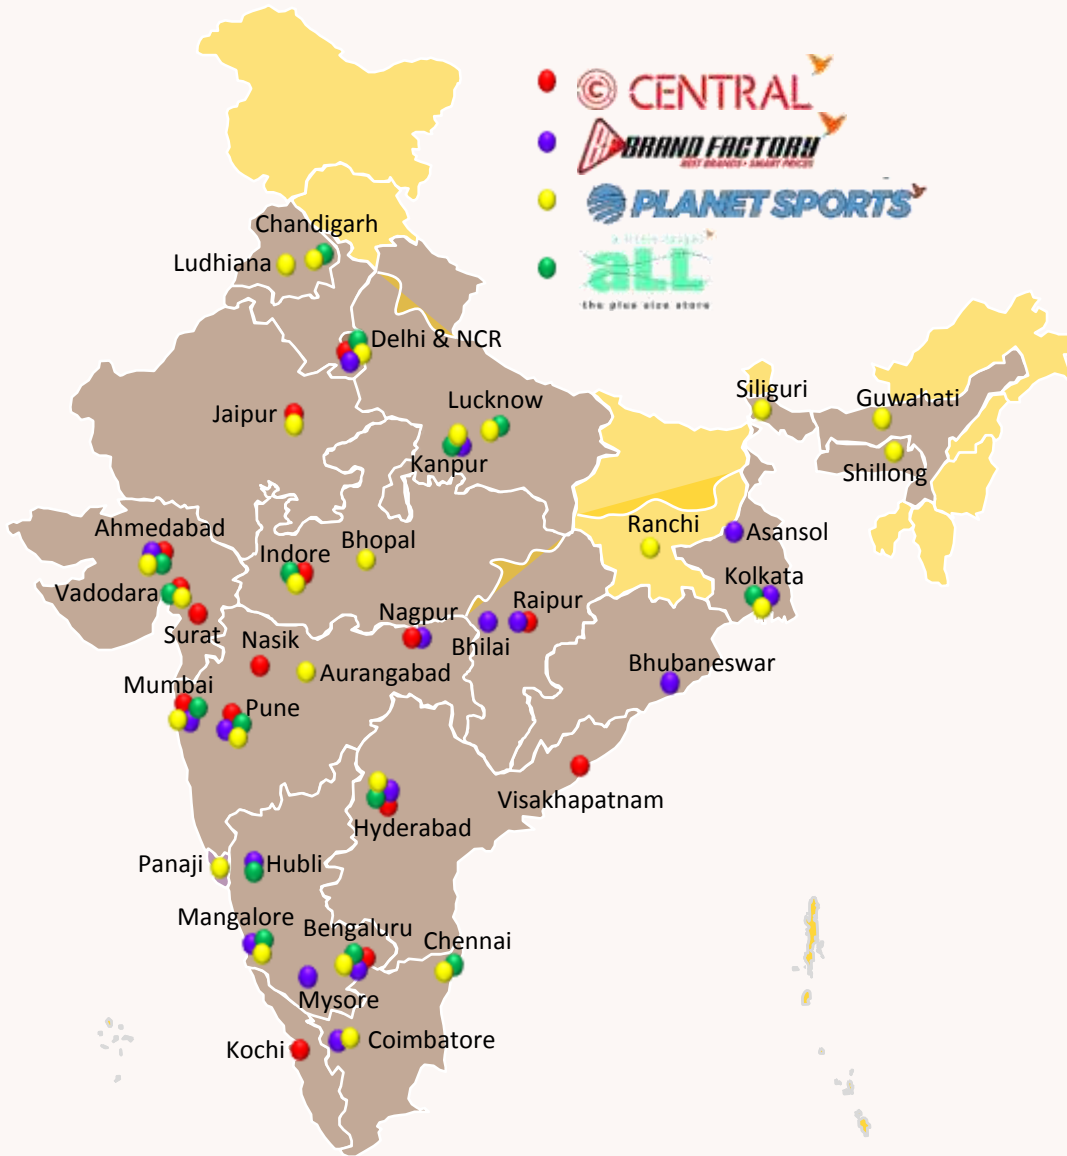 © CENTRAL
BF BRAND FACTORY
BEST BRANDS • SMART PRICES
PLANET SPORTS
a little larger
aLL
the plus size store
Chandigarh
Ludhiana
Delhi & NCR
Jaipur
Lucknow
Kanpur
Siliguri
Guwahati
Shillong
Ahmedabad
Indore
Bhopal
Ranchi
Asansol
Vadodara
Kolkata
Surat
Nagpur
Raipur
Bhilai
Nasik
Aurangabad
Bhubaneswar
Mumbai
Pune
Visakhapatnam
Hyderabad
Panaji
Hubli
Mangalore
Bengaluru
Chennai
Mysore
Kochi
Coimbatore